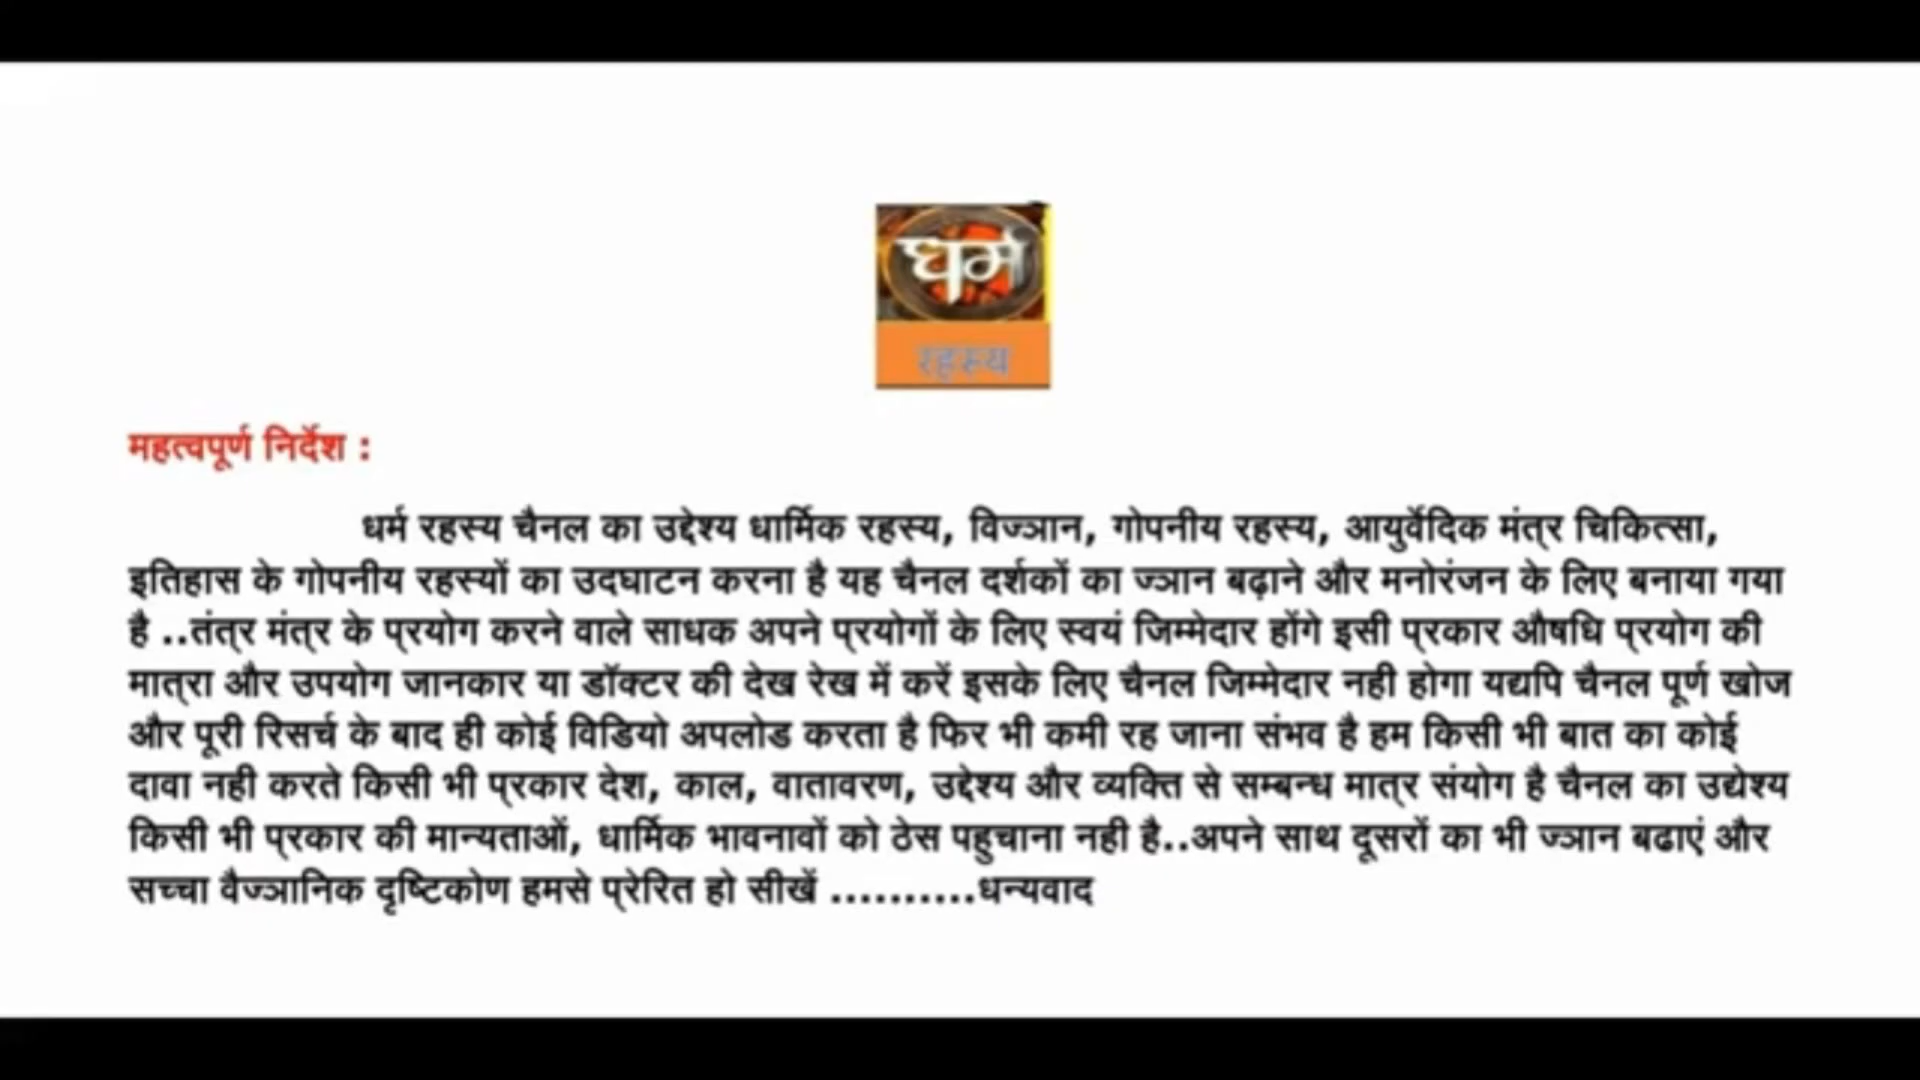 धर्म
रहस्य
महत्वपूर्ण निर्देश :
धर्म रहस्य चैनल का उद्देश्य धार्मिक रहस्य, विज्ञान, गोपनीय रहस्य, आयुर्वेदिक मंत्र चिकित्सा,
इतिहास के गोपनीय रहस्यों का उदघाटन करना है यह चैनल दर्शकों का ज्ञान बढ़ाने और मनोरंजन के लिए बनाया गया
है ..तंत्र मंत्र के प्रयोग करने वाले साधक अपने प्रयोगों के लिए स्वयं जिम्मेदार होंगे इसी प्रकार औषधि प्रयोग की
मात्रा और उपयोग जानकार या डॉक्टर की देख रेख में करें इसके लिए चैनल जिम्मेदार नही होगा यद्यपि चैनल पूर्ण खोज
और पूरी रिसर्च के बाद ही कोई विडियो अपलोड करता है फिर भी कमी रह जाना संभव है हम किसी भी बात का कोई
दावा नही करते किसी भी प्रकार देश, काल, वातावरण, उद्देश्य और व्यक्ति से सम्बन्ध मात्र संयोग है चैनल का उद्येश्य
किसी भी प्रकार की मान्यताओं, धार्मिक भावनावों को ठेस पहुचाना नही है..अपने साथ दूसरों का भी ज्ञान बढाएं और
सच्चा वैज्ञानिक दृष्टिकोण हमसे प्रेरित हो सीखें ..........धन्यवाद